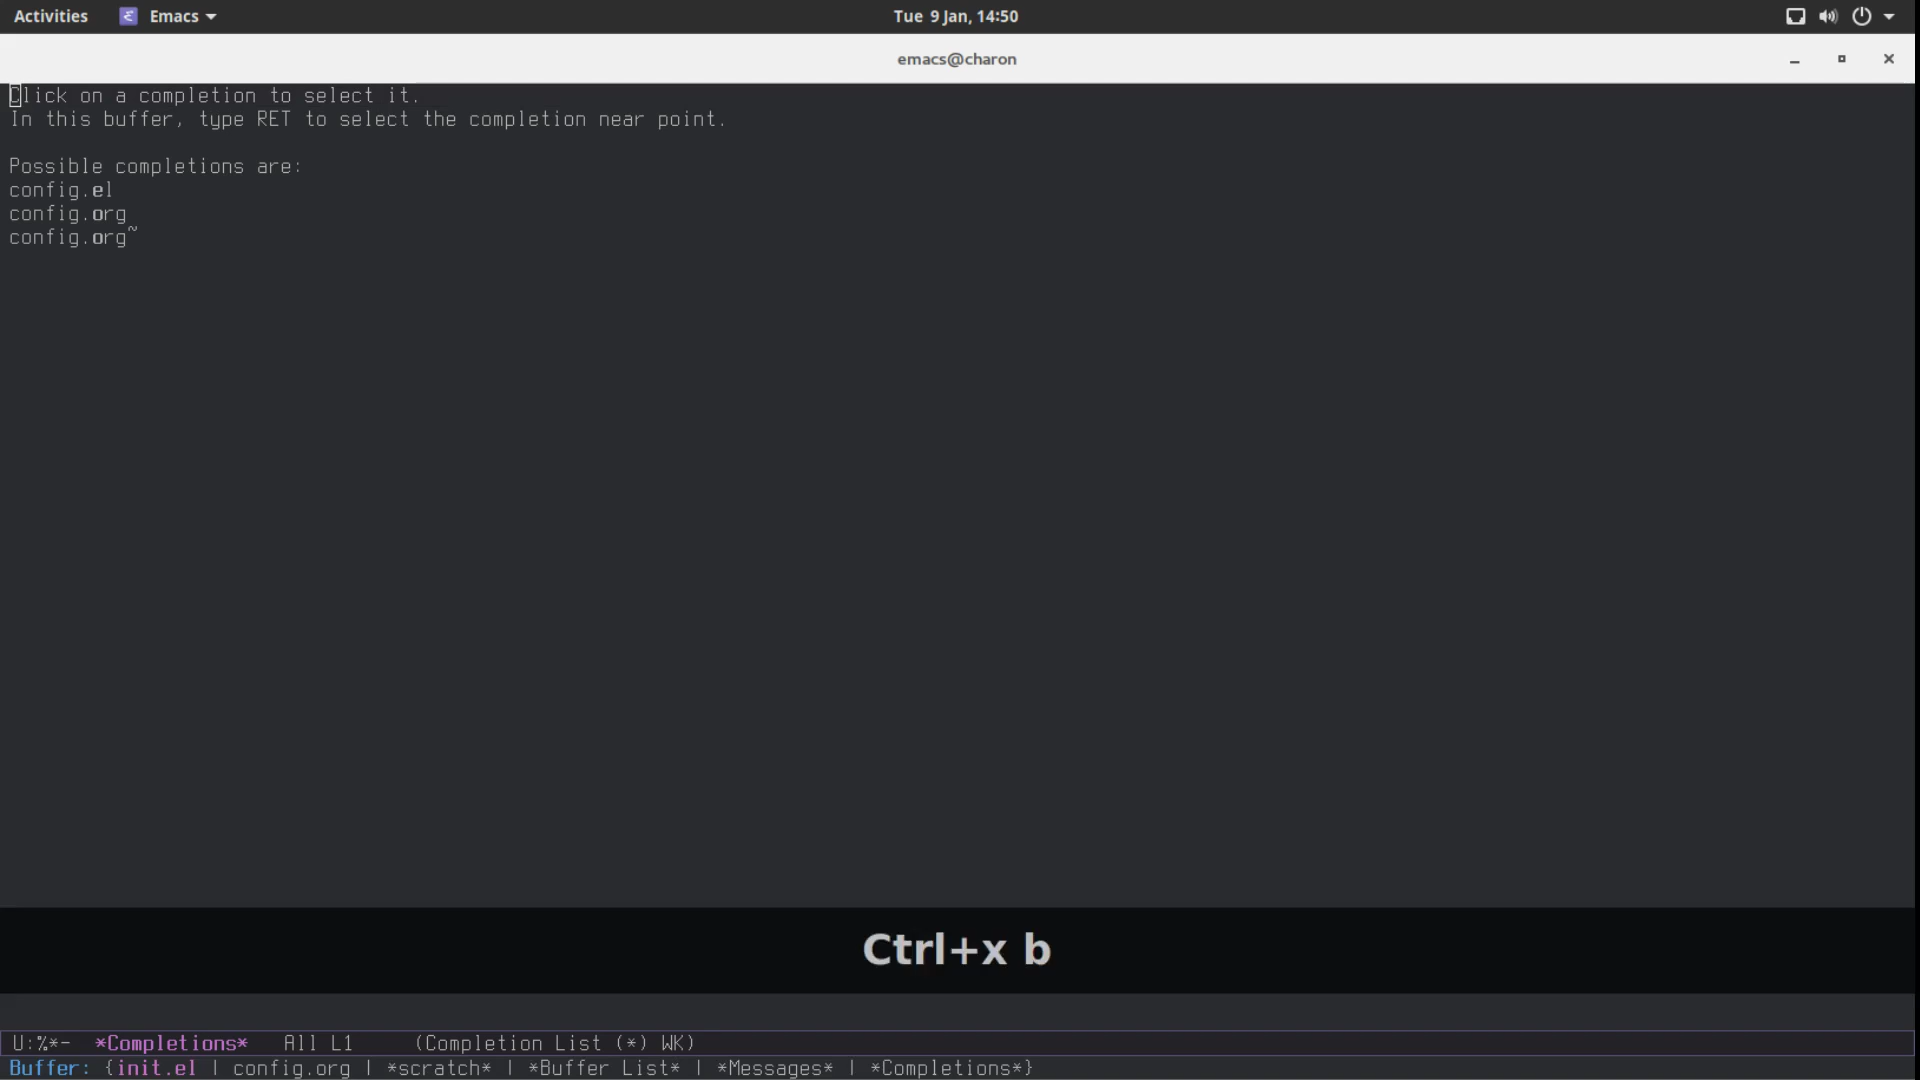 Activities Emacs Tue 9 Jan, 14:50
emacs@charon
Click on a completion to select it.
In this buffer, type RET to select the completion near point.
Possible completions are:
config.el
config.org
config.org~
Ctrl+x b
U:%*- *Completions* All L1 (Completion List (*) WK)
Buffer: {init.el | config.org | *scratch* | *Buffer List* | *Messages* | *Completions*}